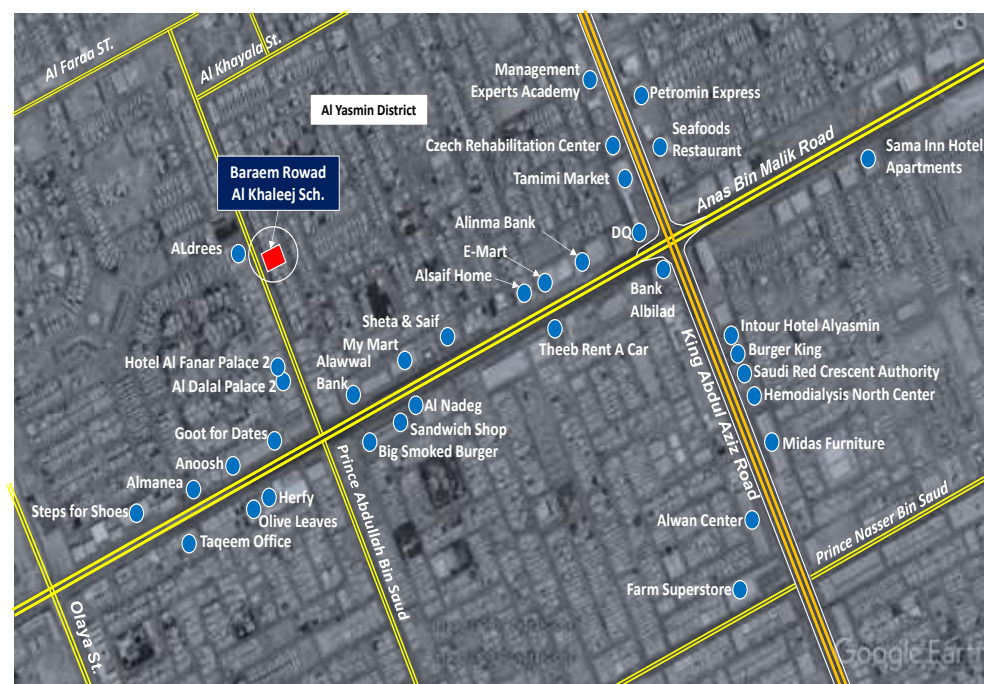 Al Faraa ST.
Al Khayala St.
Al Yasmin District
Management
Experts Academy
Petromin Express
Czech Rehabilitation Center
Seafoods
Restaurant
Tamimi Market
Anas Bin Malik Road
Sama Inn Hotel
Apartments
Baraem Rowad
Al Khaleej Sch.
ALdrees
Alinma Bank
DQ
E-Mart
Alsaif Home
Bank
Albilad
Sheta & Saif
My Mart
Alawwal
Bank
Theeb Rent A Car
Intour Hotel Alyasmin
Burger King
Saudi Red Crescent Authority
Hemodialysis North Center
King Abdul Aziz Road
Hotel Al Fanar Palace 2
Al Dalal Palace 2
Al Nadeg
Sandwich Shop
Big Smoked Burger
Goot for Dates
Anoosh
Almanea
Steps for Shoes
Herfy
Olive Leaves
Taqeem Office
Prince Abdullah Bin Saud
Midas Furniture
Alwan Center
Prince Nasser Bin Saud
Farm Superstore
Olaya St.
Google Earth